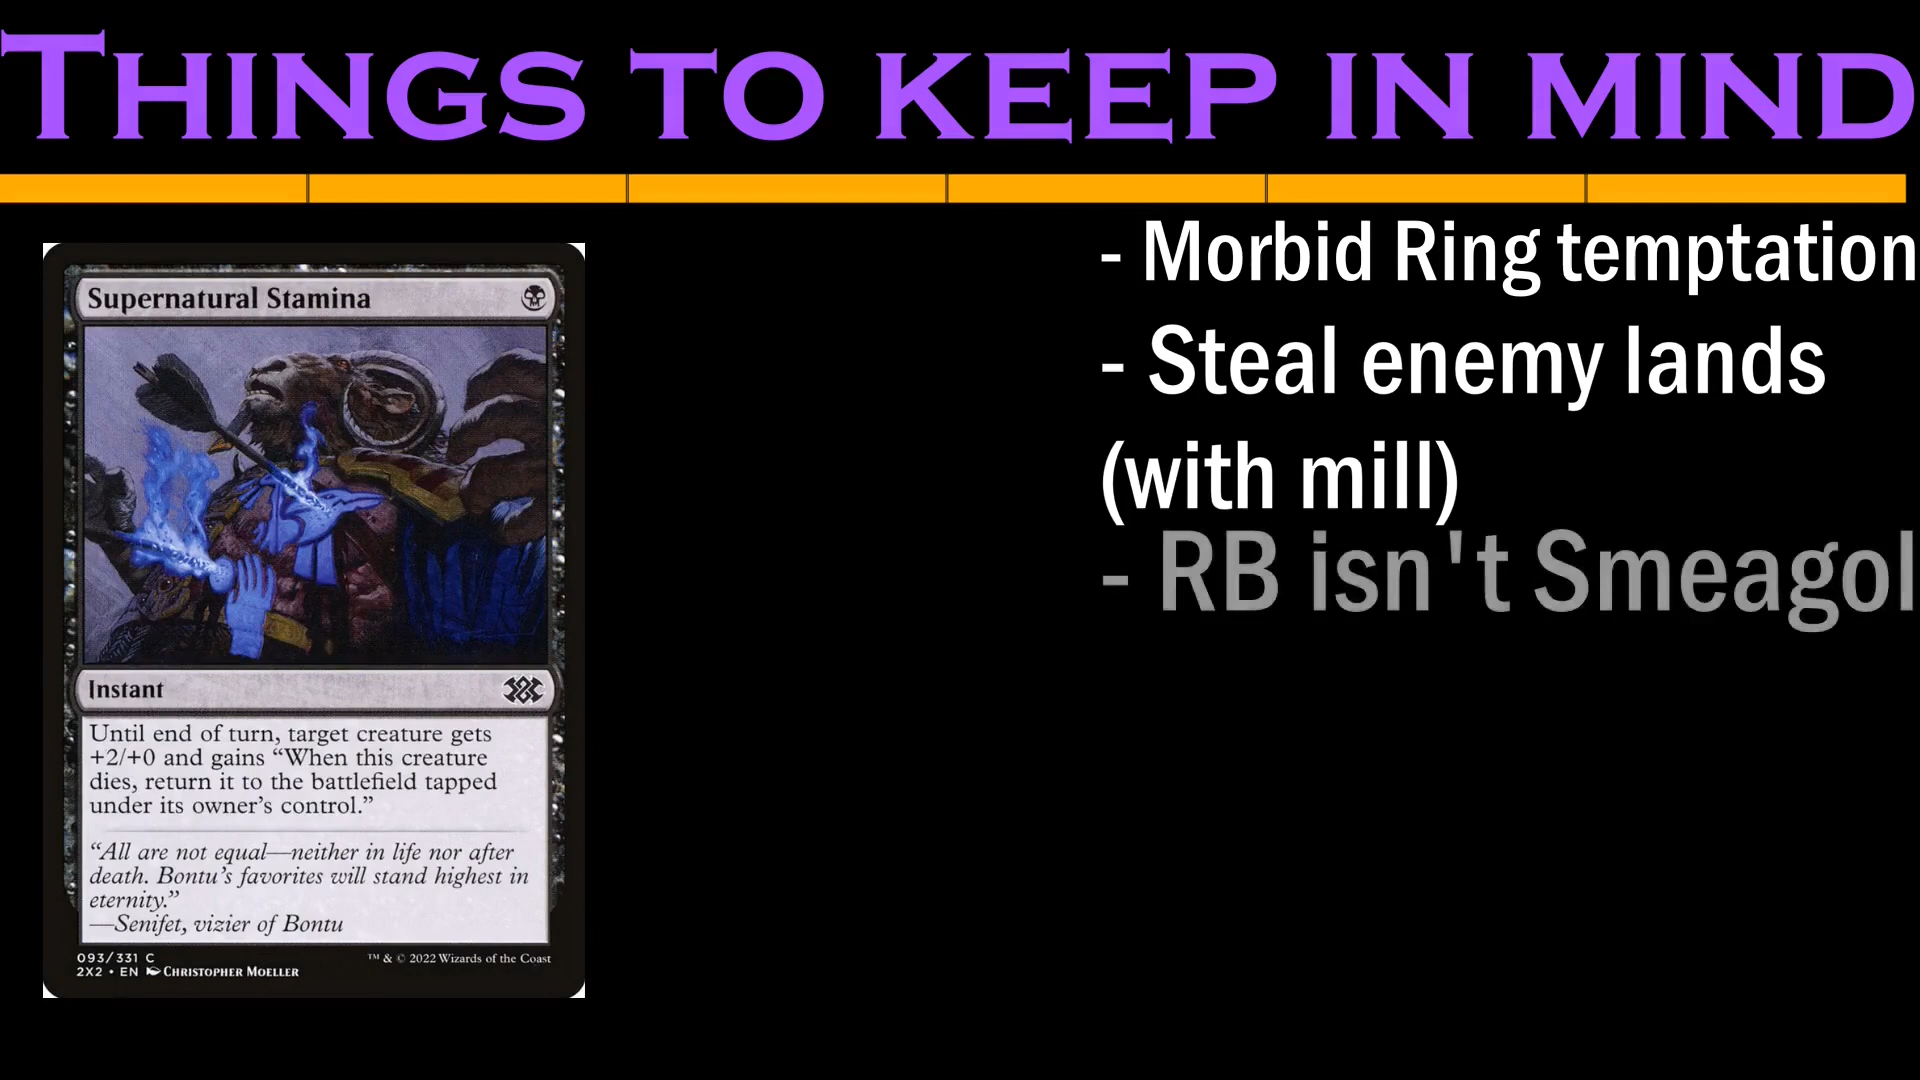 THINGS TO KEEP IN MIND
- Morbid Ring temptation
- Steal enemy lands
(with mill)
- RB isn't Smeagol
Supernatural Stamina
Instant
Until end of turn, target creature gets
+2/+0 and gains “When this creature
dies, return it to the battlefield tapped
under its owner’s control.”
“All are not equal—neither in life nor after
death. Bontu’s favorites will stand highest in
eternity.”
—Senifet, vizier of Bontu
093/331 C
2X2 • EN CHRISTOPHER MOELLER
™ & © 2022 Wizards of the Coast